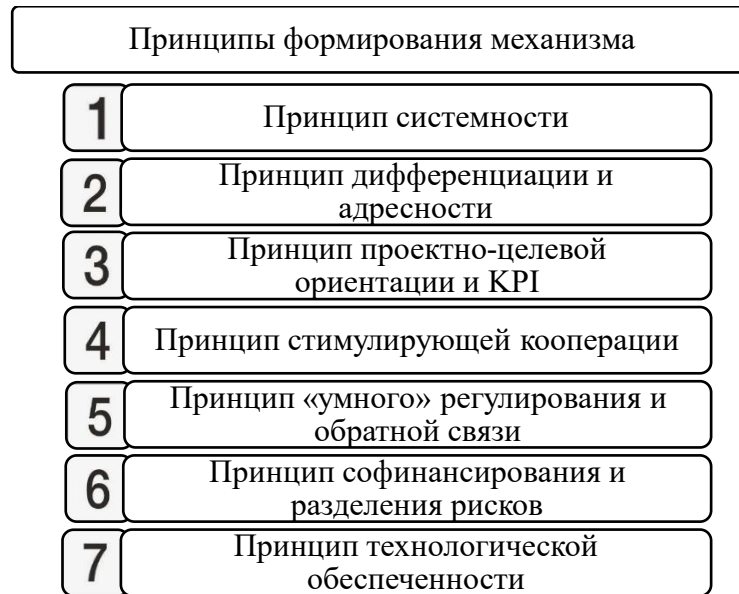 Принципы формирования механизма
1
Принцип системности
2
Принцип дифференциации и
адресности
3
Принцип проектно-целевой
ориентации и KPI
4
Принцип стимулирующей кооперации
5
Принцип «умного» регулирования и
обратной связи
6
Принцип софинансирования и
разделения рисков
7
Принцип технологической
обеспеченности